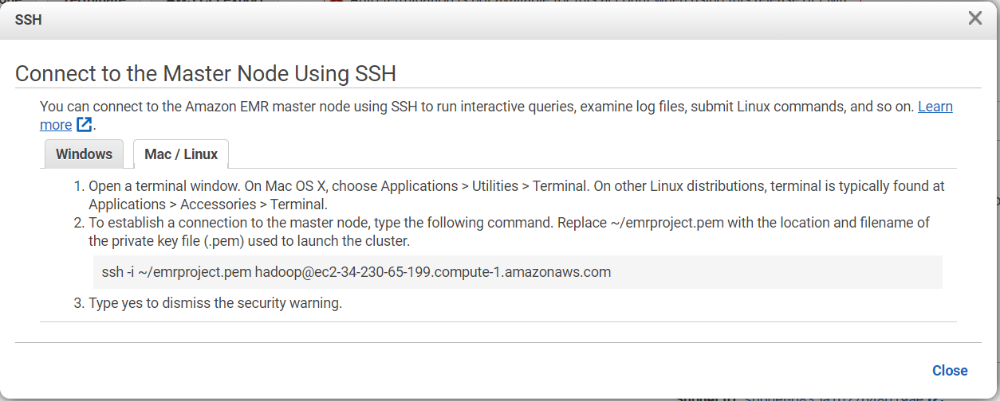 SSH
Connect to the Master Node Using SSH
You can connect to the Amazon EMR master node using SSH to run interactive queries, examine log files, submit Linux commands, and so on. Learn
more.
Windows
Mac / Linux
1. Open a terminal window. On Mac OS X, choose Applications > Utilities > Terminal. On other Linux distributions, terminal is typically found at
Applications > Accessories > Terminal.
2. To establish a connection to the master node, type the following command. Replace ~/emrproject.pem with the location and filename of
the private key file (.pem) used to launch the cluster.
ssh -i ~/emrproject.pem hadoop@ec2-34-230-65-199.compute-1.amazonaws.com
3. Type yes to dismiss the security warning.
Close